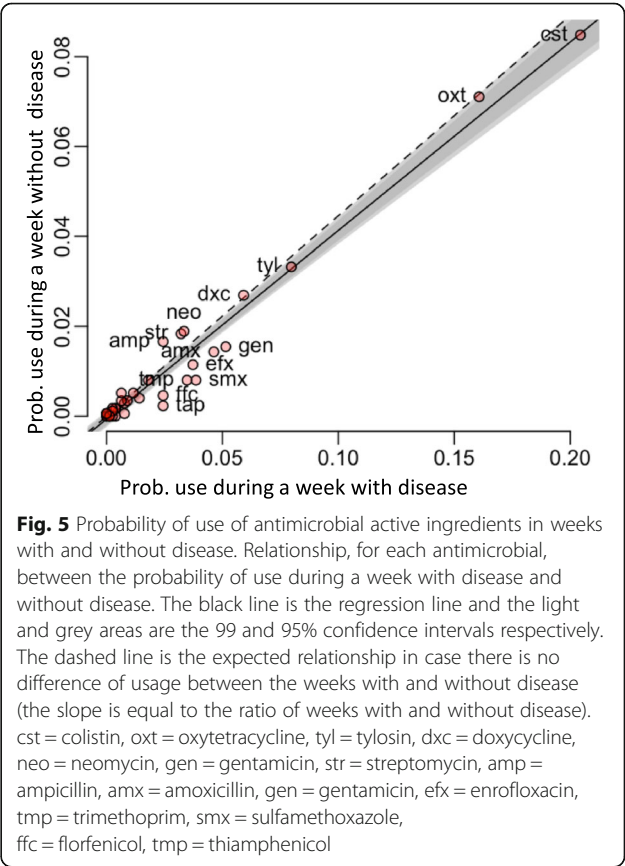 0.08
0.06
0.04
0.02
0.00
Prob. use during a week without disease
cst
oxt
tyl
dxc
neo
str
amp
amx
gen
efx
tmp
smx
ffc
tap
0.00 0.05 0.10 0.15 0.20
Prob. use during a week with disease
Fig. 5 Probability of use of antimicrobial active ingredients in weeks
with and without disease. Relationship, for each antimicrobial,
between the probability of use during a week with disease and
without disease. The black line is the regression line and the light
and grey areas are the 99 and 95% confidence intervals respectively.
The dashed line is the expected relationship in case there is no
difference of usage between the weeks with and without disease
(the slope is equal to the ratio of weeks with and without disease).
cst = colistin, oxt = oxytetracycline, tyl = tylosin, dxc = doxycycline,
neo = neomycin, gen = gentamicin, str = streptomycin, amp =
ampicillin, amx = amoxicillin, gen = gentamicin, efx = enrofloxacin,
tmp = trimethoprim, smx = sulfamethoxazole,
ffc = florfenicol, tmp = thiamphenicol